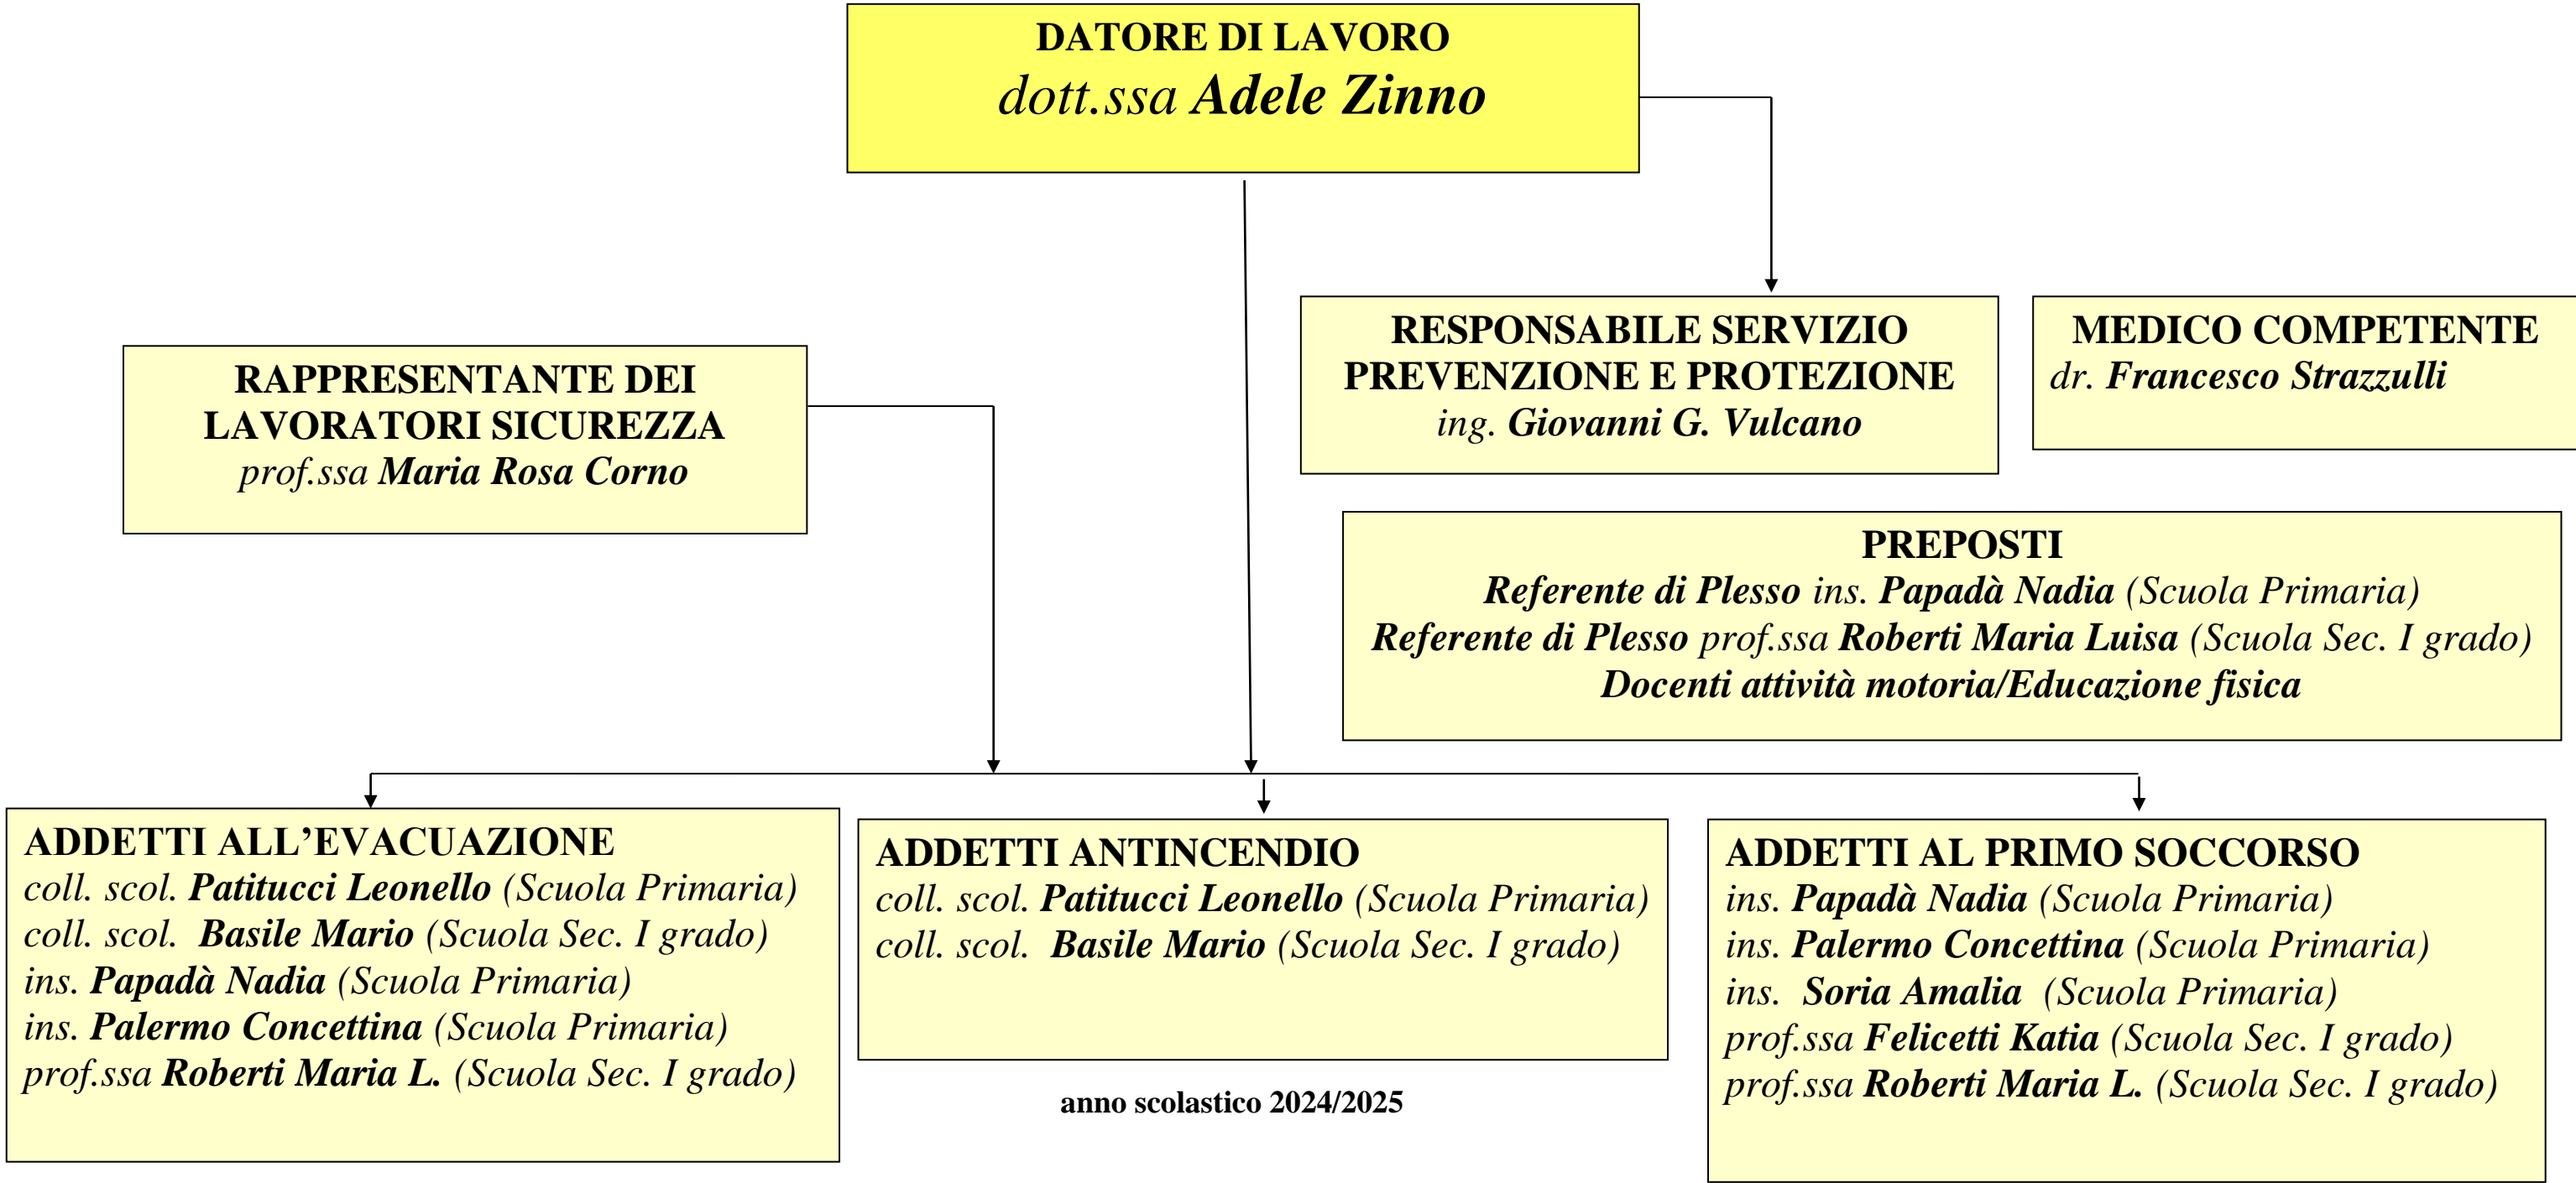 DATORE DI LAVORO
dott.ssa Adele Zinno
RESPONSABILE SERVIZIO
PREVENZIONE E PROTEZIONE
ing. Giovanni G. Vulcano
MEDICO COMPETENTE
dr. Francesco Strazzulli
RAPPRESENTANTE DEI
LAVORATORI SICUREZZA
prof.ssa Maria Rosa Corno
PREPOSTI
Referente di Plesso ins. Papadà Nadia (Scuola Primaria)
Referente di Plesso prof.ssa Roberti Maria Luisa (Scuola Sec. I grado)
Docenti attività motoria/Educazione fisica
ADDETTI ALL’EVACUAZIONE
coll. scol. Patitucci Leonello (Scuola Primaria)
coll. scol. Basile Mario (Scuola Sec. I grado)
ins. Papadà Nadia (Scuola Primaria)
ins. Palermo Concettina (Scuola Primaria)
prof.ssa Roberti Maria L. (Scuola Sec. I grado)
ADDETTI ANTINCENDIO
coll. scol. Patitucci Leonello (Scuola Primaria)
coll. scol. Basile Mario (Scuola Sec. I grado)
ADDETTI AL PRIMO SOCCORSO
ins. Papadà Nadia (Scuola Primaria)
ins. Palermo Concettina (Scuola Primaria)
ins. Soria Amalia (Scuola Primaria)
prof.ssa Felicetti Katia (Scuola Sec. I grado)
prof.ssa Roberti Maria L. (Scuola Sec. I grado)
anno scolastico 2024/2025